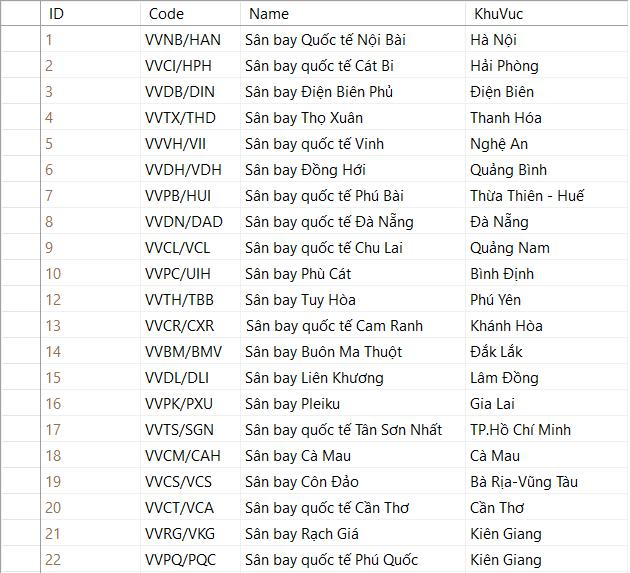 ID Code Name KhuVuc
1 VVNB/HAN Sân bay Quốc tế Nội Bài Hà Nội
2 VVCI/HPH Sân bay quốc tế Cát Bi Hải Phòng
3 VVDB/DIN Sân bay Điện Biên Phủ Điện Biên
4 VVTX/THD Sân bay Thọ Xuân Thanh Hóa
5 VVVH/VII Sân bay quốc tế Vinh Nghệ An
6 VVDH/VDH Sân bay Đồng Hới Quảng Bình
7 VVPB/HUI Sân bay quốc tế Phú Bài Thừa Thiên - Huế
8 VVDN/DAD Sân bay quốc tế Đà Nẵng Đà Nẵng
9 VVCL/VCL Sân bay quốc tế Chu Lai Quảng Nam
10 VVPC/UIH Sân bay Phù Cát Bình Định
12 VVTH/TBB Sân bay Tuy Hòa Phú Yên
13 VVCR/CXR Sân bay quốc tế Cam Ranh Khánh Hòa
14 VVBM/BMV Sân bay Buôn Ma Thuột Đắk Lắk
15 VVDL/DLI Sân bay Liên Khương Lâm Đồng
16 VVPK/PXU Sân bay Pleiku Gia Lai
17 VVTS/SGN Sân bay quốc tế Tân Sơn Nhất TP.Hồ Chí Minh
18 VVCM/CAH Sân bay Cà Mau Cà Mau
19 VVCS/VCS Sân bay Côn Đảo Bà Rịa-Vũng Tàu
20 VVCT/VCA Sân bay quốc tế Cần Thơ Cần Thơ
21 VVRG/VKG Sân bay Rạch Giá Kiên Giang
22 VVPQ/PQC Sân bay quốc tế Phú Quốc Kiên Giang